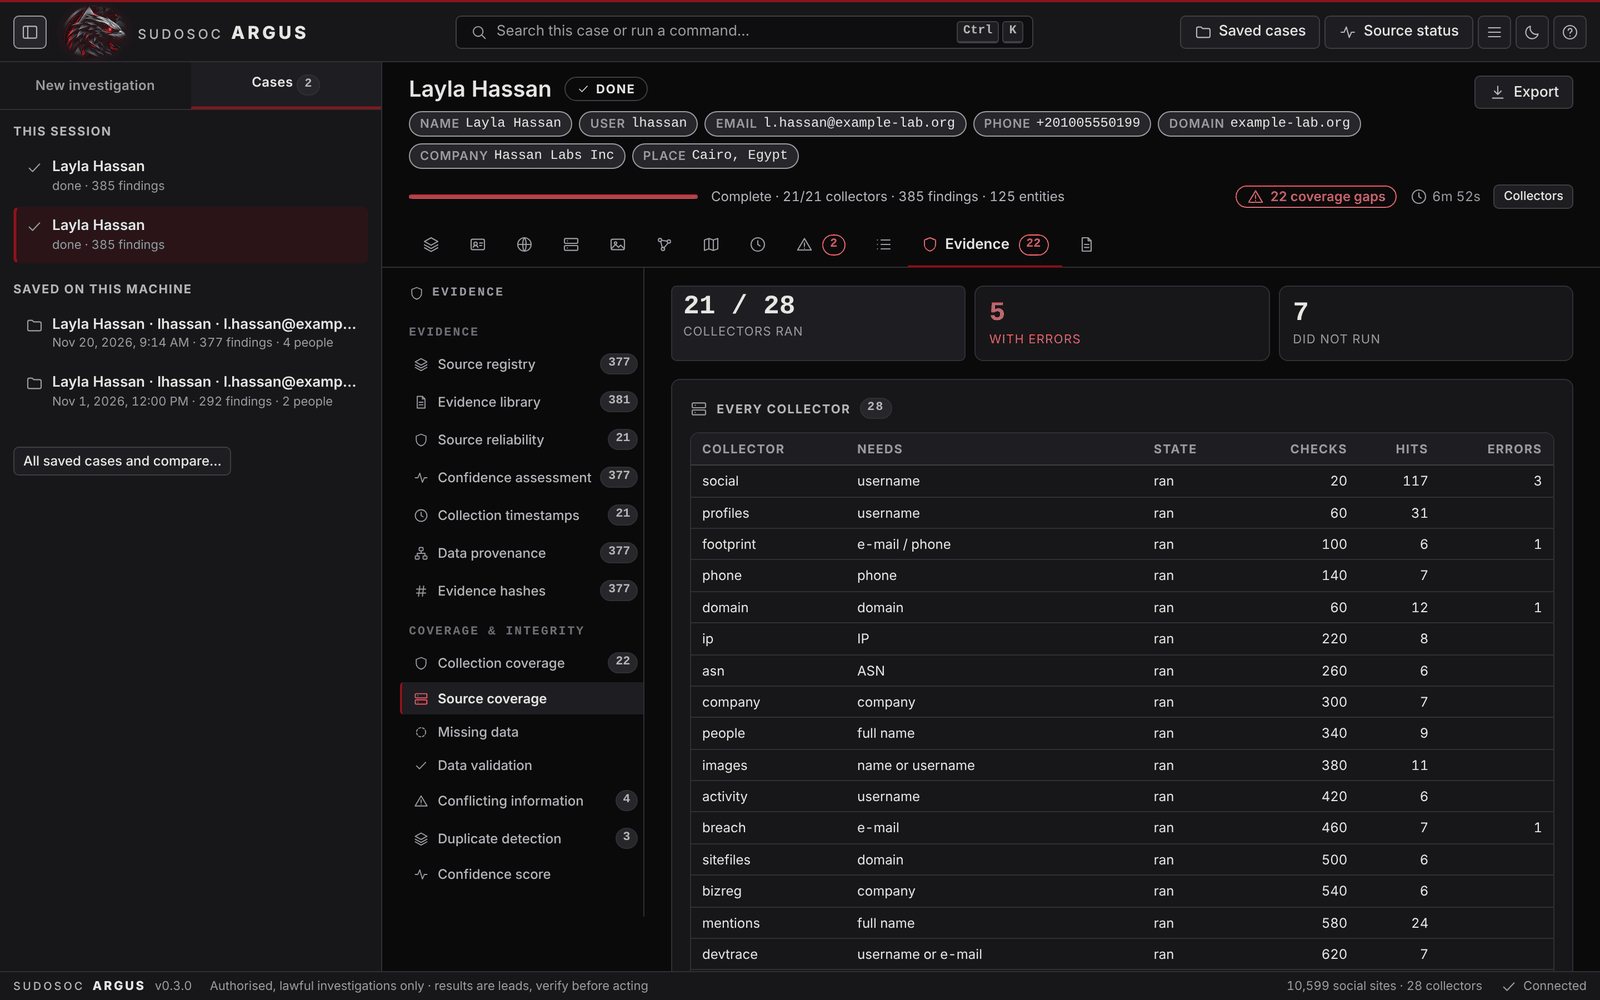 SUDOSOC ARGUS
Search this case or run a command...
Ctrl K
Saved cases
Source status
New investigation
Cases 2
THIS SESSION
Layla Hassan
done · 385 findings
Layla Hassan
done · 385 findings
SAVED ON THIS MACHINE
Layla Hassan · lhassan · l.hassan@examp...
Nov 20, 2026, 9:14 AM · 377 findings · 4 people
Layla Hassan · lhassan · l.hassan@examp...
Nov 1, 2026, 12:00 PM · 292 findings · 2 people
All saved cases and compare...
Layla Hassan
DONE
Export
NAME Layla Hassan
USER lhassan
EMAIL l.hassan@example-lab.org
PHONE +201005550199
DOMAIN example-lab.org
COMPANY Hassan Labs Inc
PLACE Cairo, Egypt
Complete · 21/21 collectors · 385 findings · 125 entities
22 coverage gaps
6m 52s
Collectors
2
Evidence 22
EVIDENCE
EVIDENCE
Source registry 377
Evidence library 381
Source reliability 21
Confidence assessment 377
Collection timestamps 21
Data provenance 377
Evidence hashes 377
COVERAGE & INTEGRITY
Collection coverage 22
Source coverage
Missing data
Data validation
Conflicting information 4
Duplicate detection 3
Confidence score
21 / 28
COLLECTORS RAN
5
WITH ERRORS
7
DID NOT RUN
EVERY COLLECTOR 28
COLLECTOR NEEDS STATE CHECKS HITS ERRORS
social username ran 20 117 3
profiles username ran 60 31
footprint e-mail / phone ran 100 6 1
phone phone ran 140 7
domain domain ran 60 12 1
ip IP ran 220 8
asn ASN ran 260 6
company company ran 300 7
people full name ran 340 9
images name or username ran 380 11
activity username ran 420 6
breach e-mail ran 460 7 1
sitefiles domain ran 500 6
bizreg company ran 540 6
mentions full name ran 580 24
devtrace username or e-mail ran 620 7
SUDOSOC ARGUS v0.3.0 Authorised, lawful investigations only · results are leads, verify before acting
10,599 social sites · 28 collectors
Connected